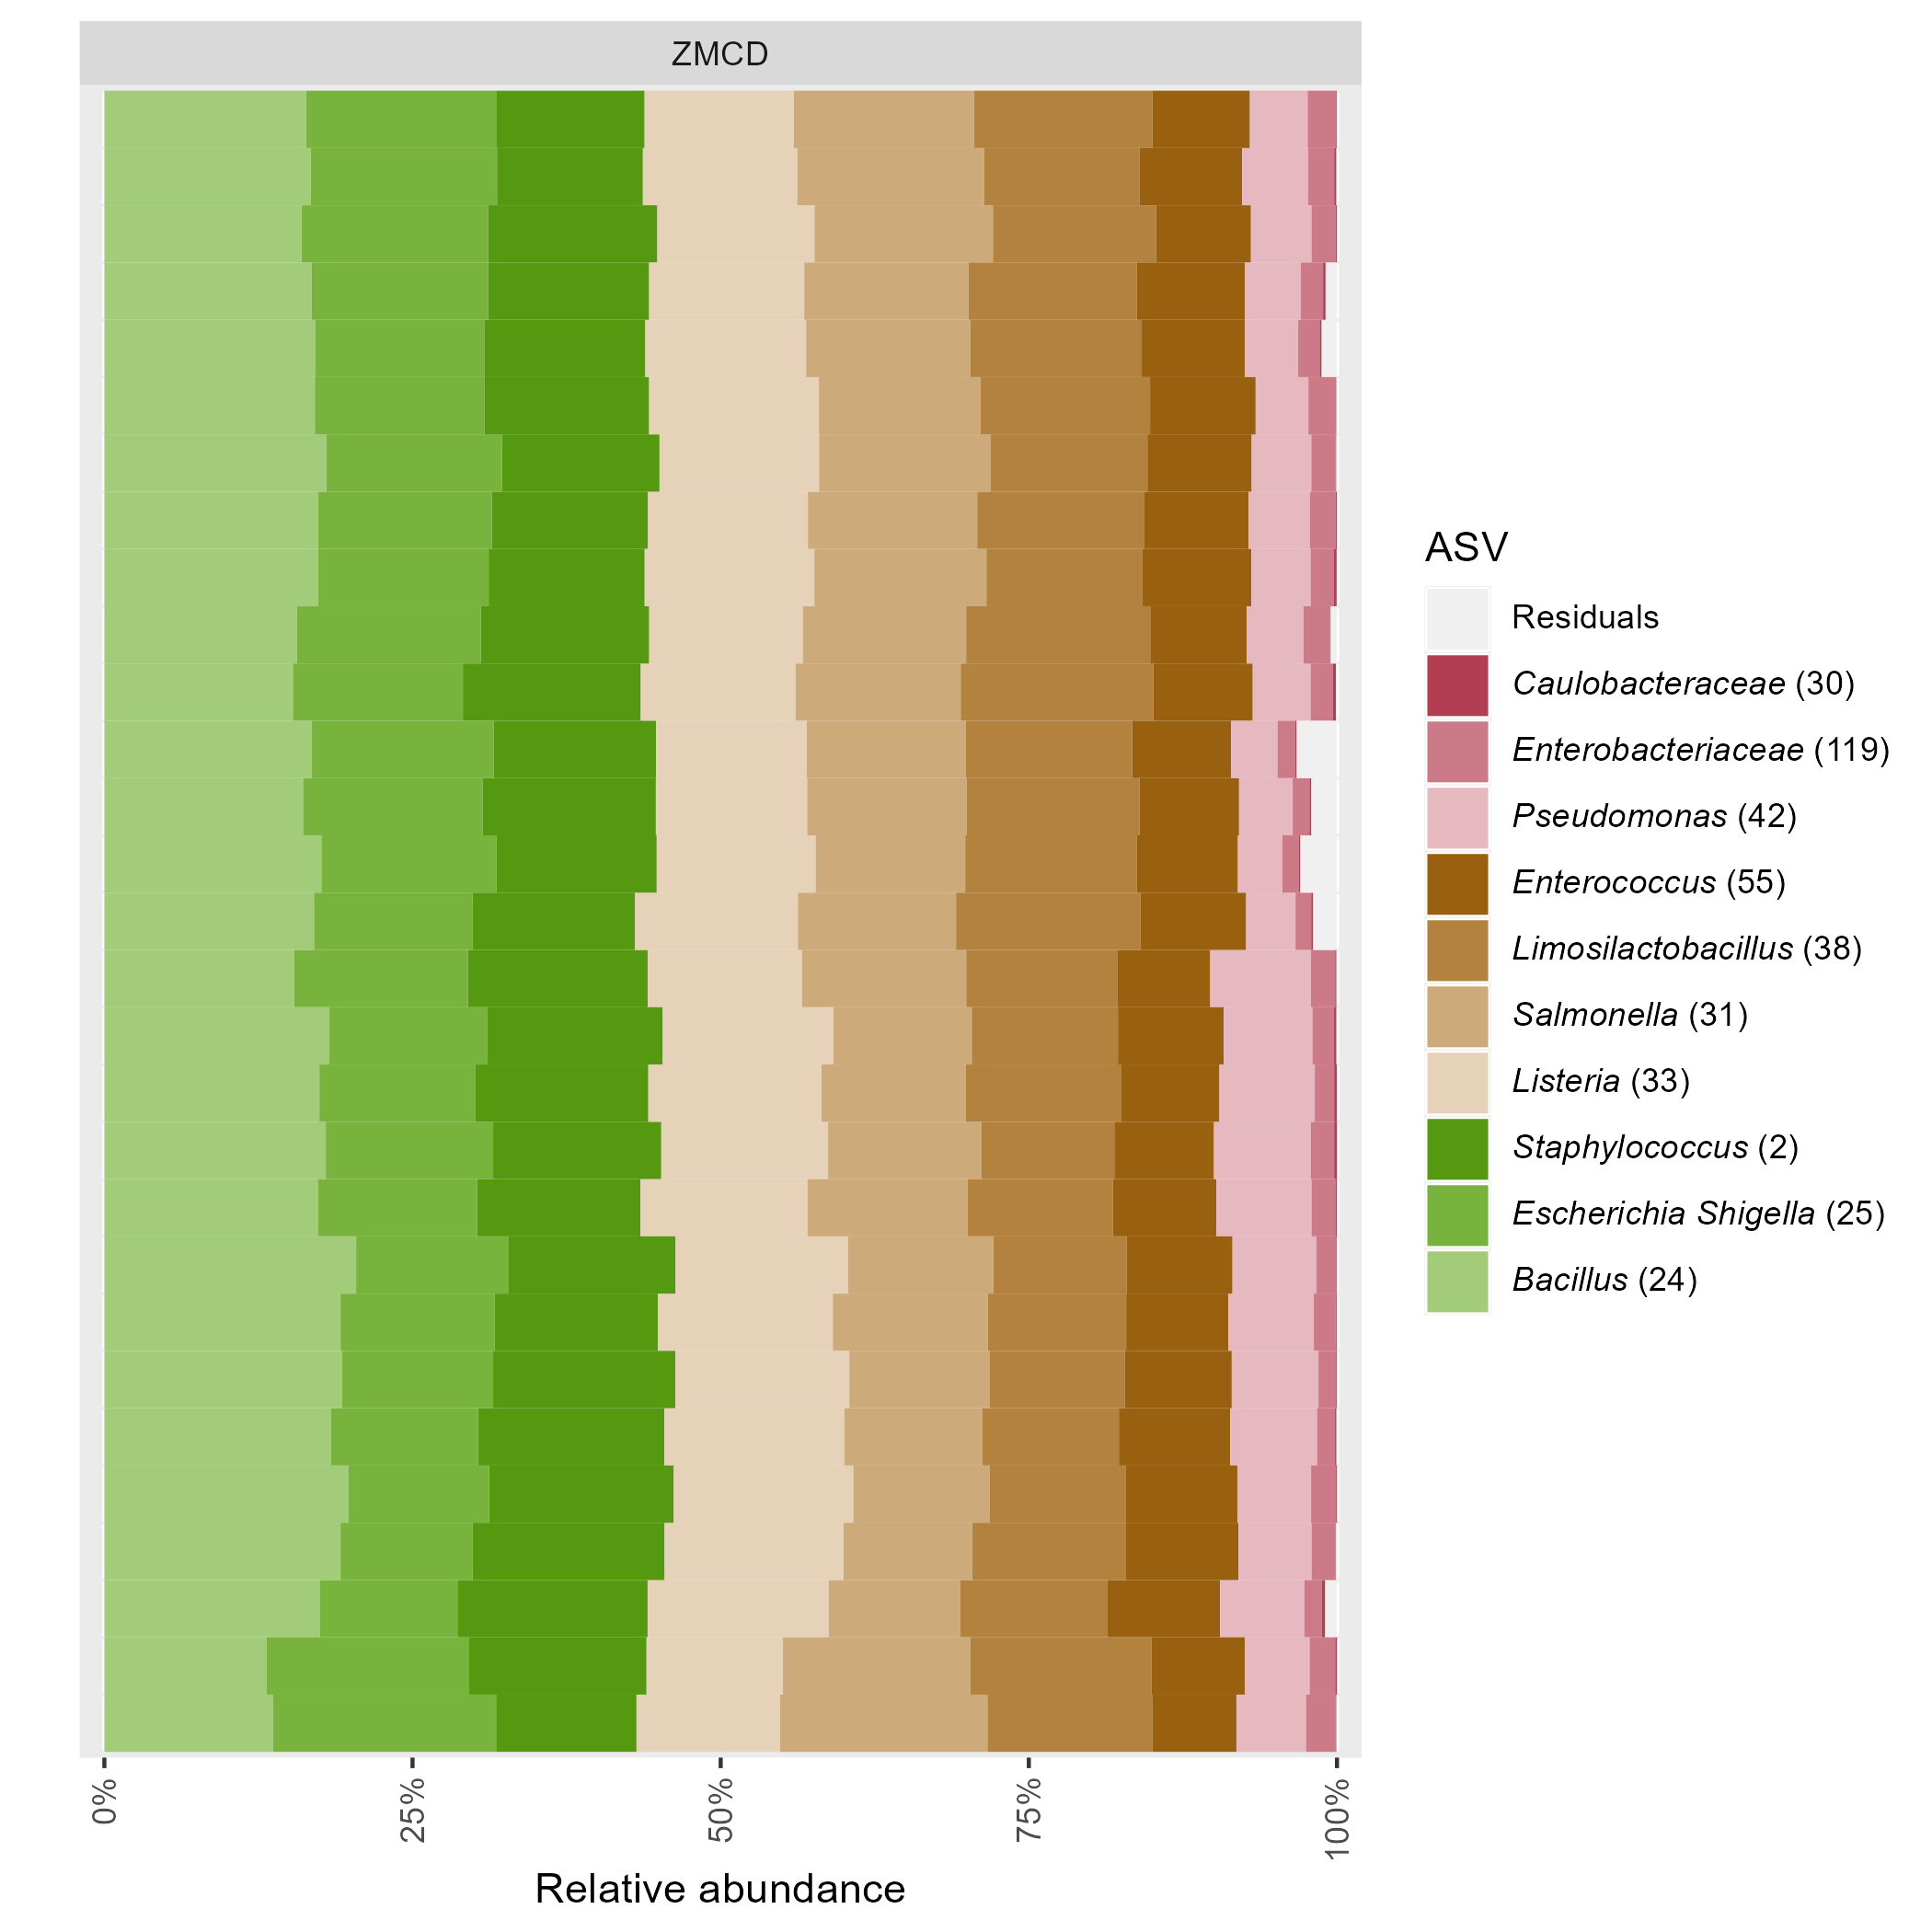 ZMCD
ASV
Residuals
Caulobacteraceae (30)
Enterobacteriaceae (119)
Pseudomonas (42)
Enterococcus (55)
Limosilactobacillus (38)
Salmonella (31)
Listeria (33)
Staphylococcus (2)
Escherichia Shigella (25)
Bacillus (24)
0%
25%
50%
75%
100%
Relative abundance